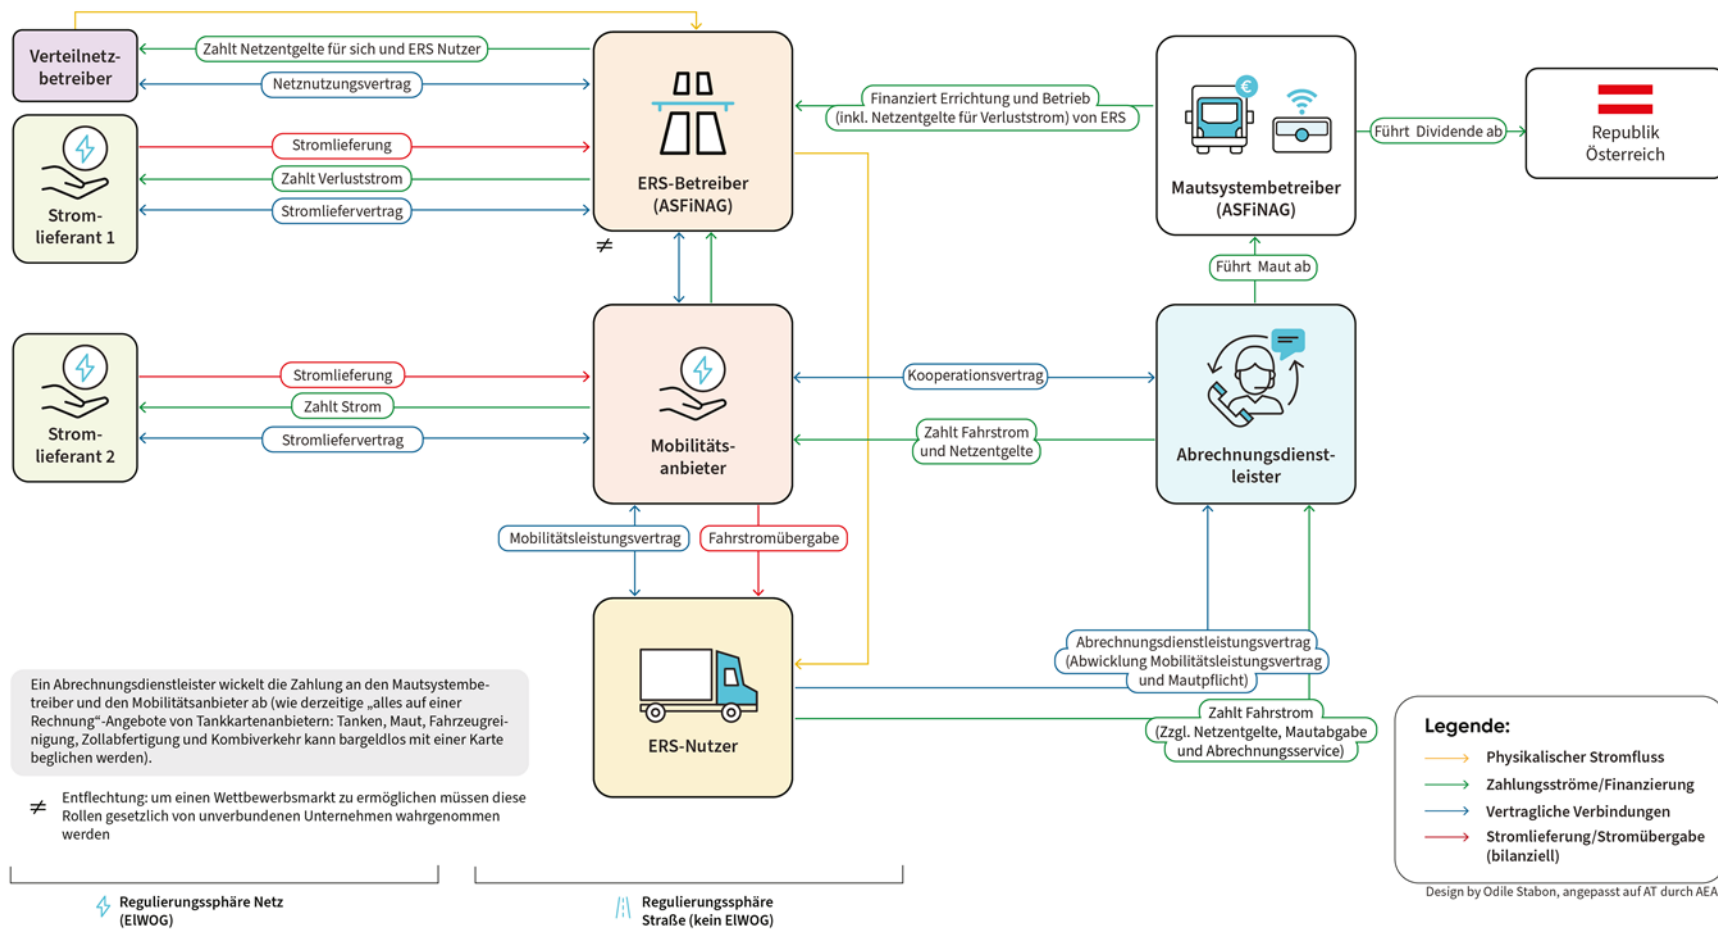 Verteilnetz-
betreiber
Zahlt Netzentgelte für sich und ERS Nutzer
Netznutzungsvertrag
Strom-
lieferant 1
Stromlieferung
Zahlt Verluststrom
Stromliefervertrag
ERS-Betreiber
(ASFiNAG)
≠
Finanziert Errichtung und Betrieb
(inkl. Netzentgelte für Verluststrom) von ERS
€
Mautsystembetreiber
(ASFiNAG)
Führt Dividende ab
Republik
Österreich
Führt Maut ab
Strom-
lieferant 2
Stromlieferung
Zahlt Strom
Stromliefervertrag
Mobilitäts-
anbieter
Kooperationsvertrag
Zahlt Fahrstrom
und Netzentgelte
Abrechnungsdienst-
leister
Mobilitätsleistungsvertrag
Fahrstromübergabe
ERS-Nutzer
Abrechnungsdienstleistungsvertrag
(Abwicklung Mobilitätsleistungsvertrag
und Mautpflicht)
Zahlt Fahrstrom
(Zzgl. Netzentgelte, Mautabgabe
und Abrechnungsservice)
Ein Abrechnungsdienstleister wickelt die Zahlung an den Mautsystembe-
treiber und den Mobilitätsanbieter ab (wie derzeitige „alles auf einer
Rechnung“-Angebote von Tankkartenanbietern: Tanken, Maut, Fahrzeugrei-
nigung, Zollabfertigung und Kombiverkehr kann bargeldlos mit einer Karte
beglichen werden).
≠ Entflechtung: um einen Wettbewerbsmarkt zu ermöglichen müssen diese
Rollen gesetzlich von unverbundenen Unternehmen wahrgenommen
werden
Regulierungssphäre Netz
(ElWOG)
Regulierungssphäre
Straße (kein ElWOG)
Legende:
Physikalischer Stromfluss
Zahlungsströme/Finanzierung
Vertragliche Verbindungen
Stromlieferung/Stromübergabe
(bilanziell)
Design by Odile Stabon, angepasst auf AT durch AEA